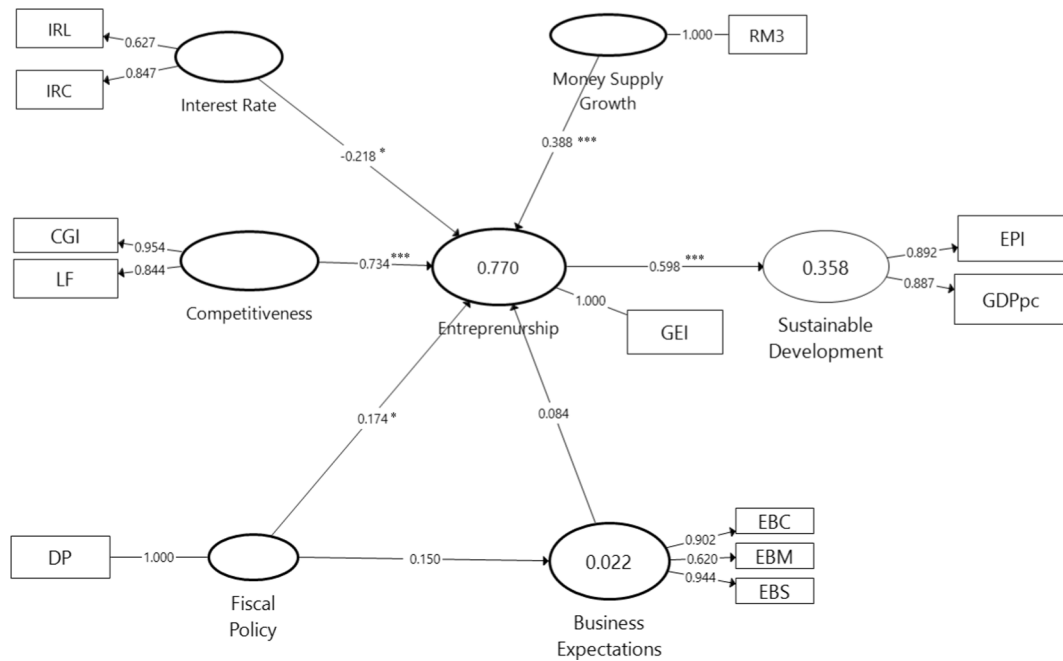 IRL
0.627
IRC
0.847
Interest Rate
1.000
RM3
Money Supply
Growth
-0.218 *
0.388 ***
CGI
0.954
LF
0.844
Competitiveness
0.734 ***
0.770
Entreprenurship
0.598 ***
1.000
GEI
0.358
Sustainable
Development
0.892
EPI
0.887
GDPpc
0.174 *
0.084
DP
1.000
Fiscal
Policy
0.150
0.022
Business
Expectations
0.902
EBC
0.620
EBM
0.944
EBS